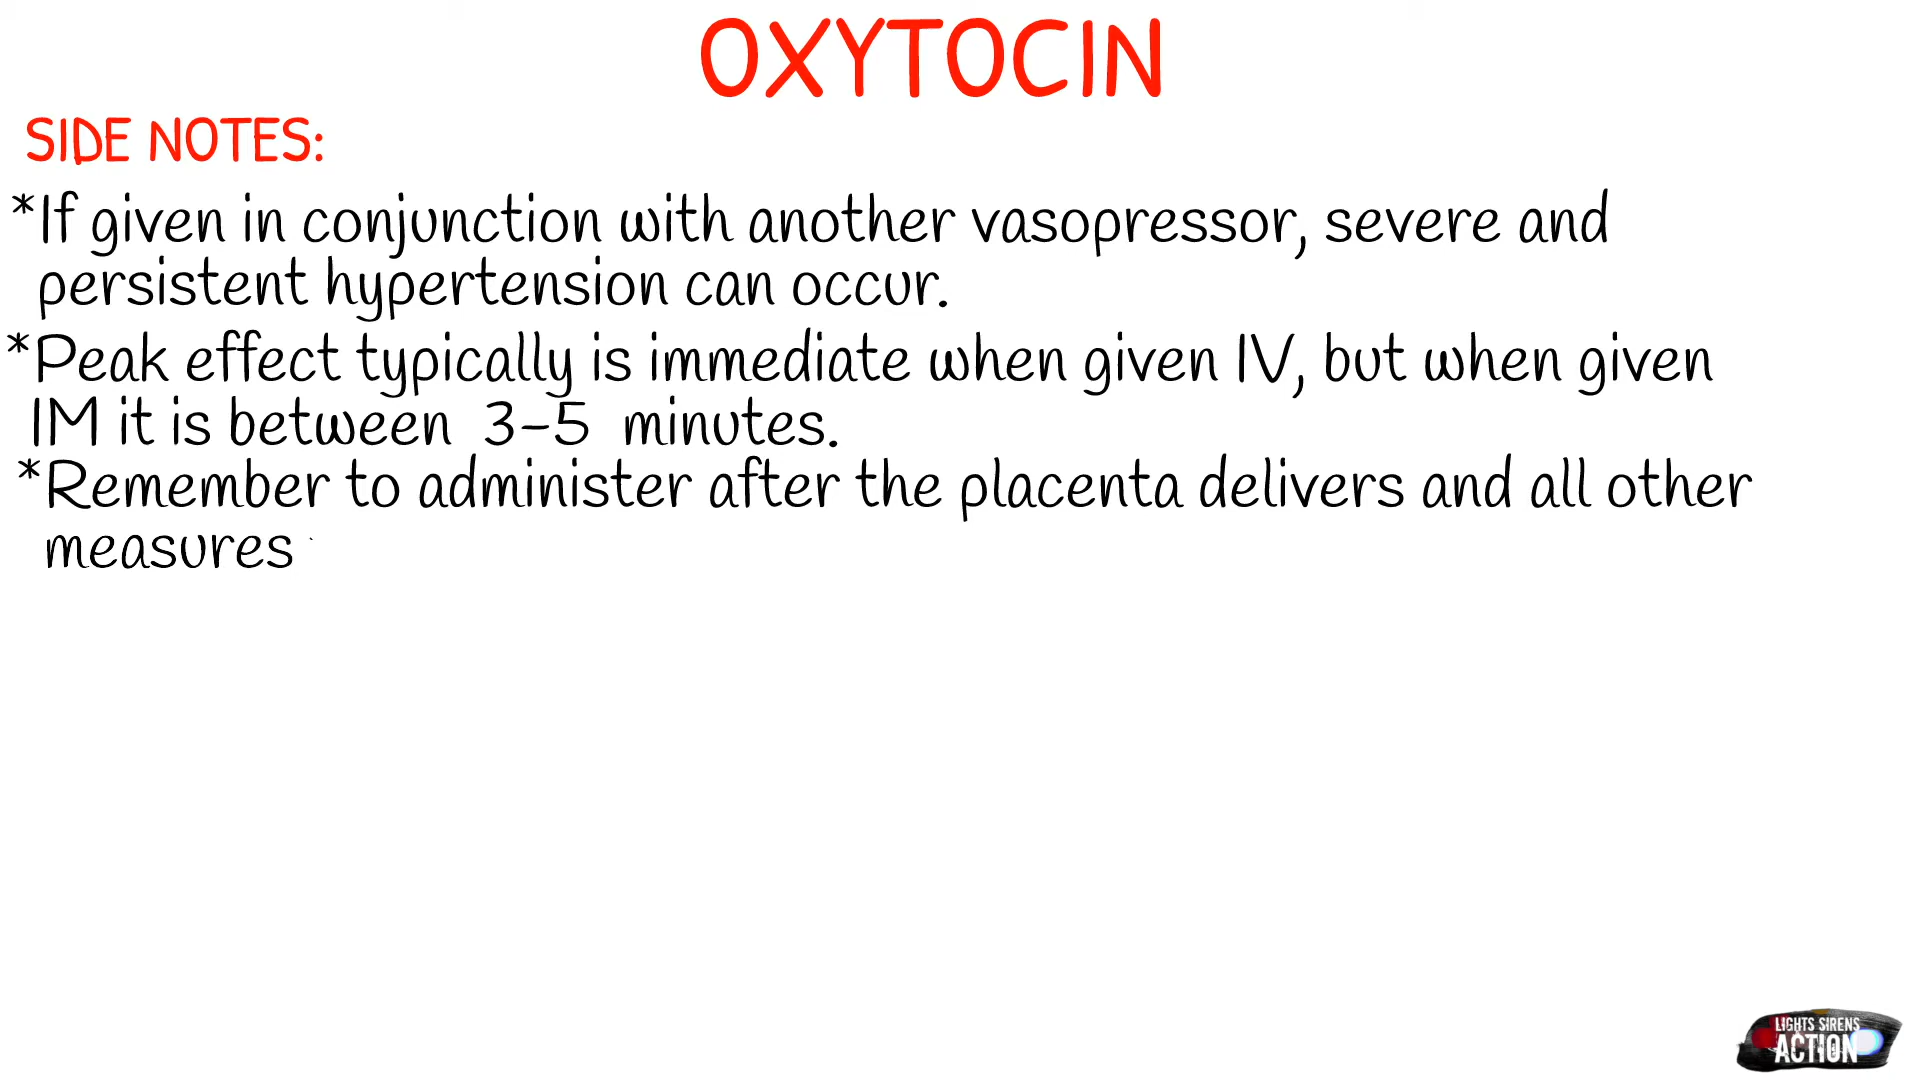 OXYTOCIN
SIDE NOTES:
*If given in conjunction with another vasopressor, severe and
persistent hypertension can occur.
*Peak effect typically is immediate when given IV, but when given
IM it is between 3-5 minutes.
*Remember to administer after the placenta delivers and all other
measures
LIGHTS SIRENS
ACTION